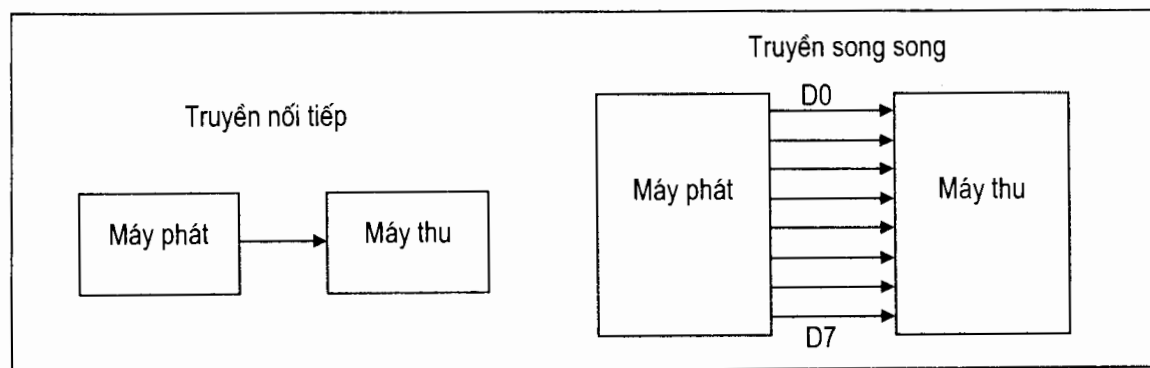 Truyền nối tiếp
Máy phát
Máy thu
Truyền song song
D0
Máy phát
Máy thu
D7